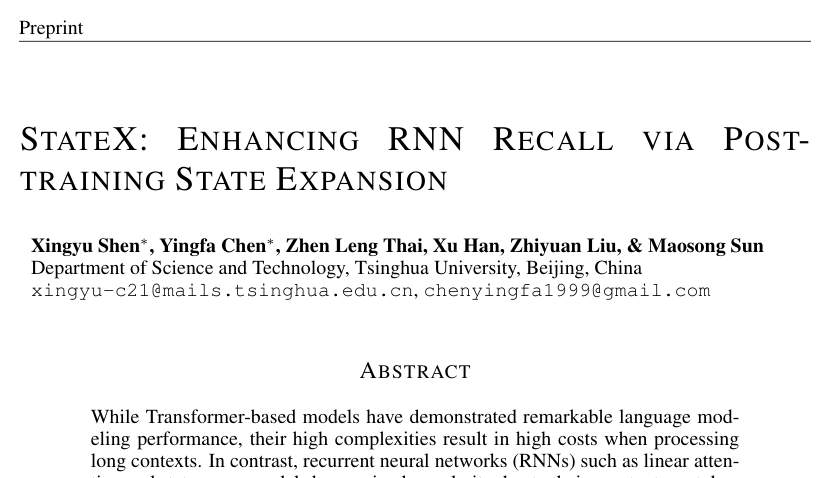 Preprint
STATEX: ENHANCING RNN RECALL VIA POST-
TRAINING STATE EXPANSION
Xingyu Shen*, Yingfa Chen*, Zhen Leng Thai, Xu Han, Zhiyuan Liu, & Maosong Sun
Department of Science and Technology, Tsinghua University, Beijing, China
xingyu-c21@mails.tsinghua.edu.cn, chenyingfa1999@gmail.com
ABSTRACT
While Transformer-based models have demonstrated remarkable language mod-
eling performance, their high complexities result in high costs when processing
long contexts. In contrast, recurrent neural networks (RNNs) such as linear atten-